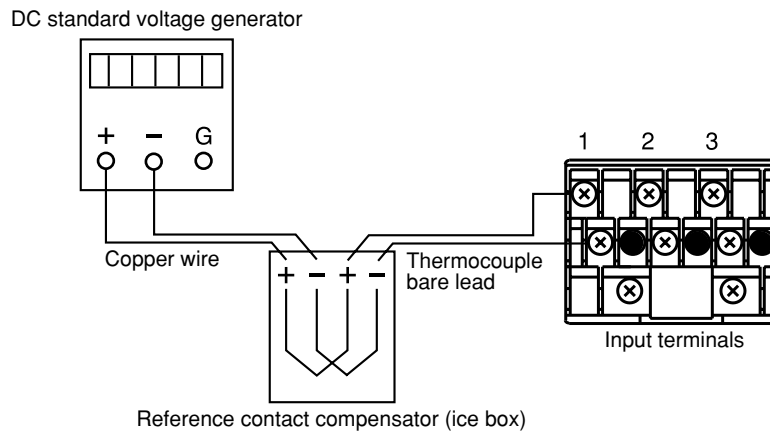 DC standard voltage generator
+ − G
1 2 3
Copper wire
+ − + −
Thermocouple
bare lead
Input terminals
Reference contact compensator (ice box)